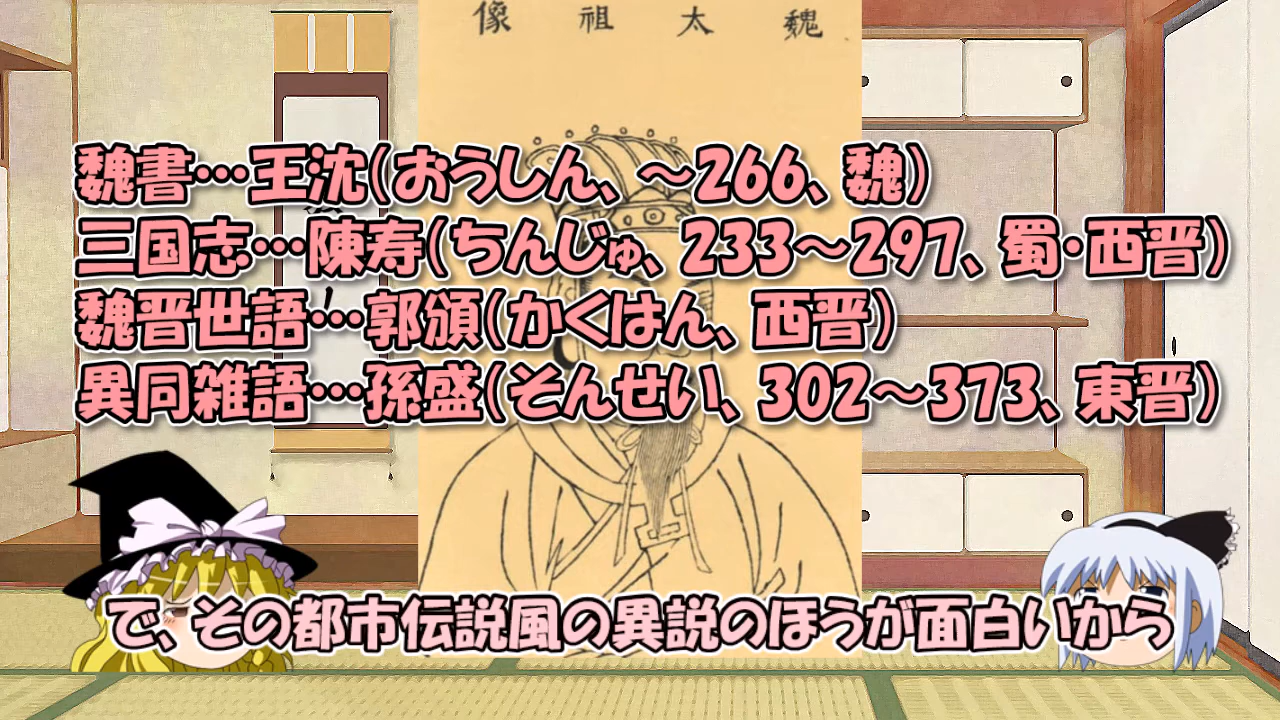 魏太祖像
魏書…王沈(おうしん、～266、魏)
三国志…陳寿(ちんじゅ、233～297、蜀・西晋)
魏晋世語…郭頒(かくはん、西晋)
異同雑語…孫盛(そんせい、302～373、東晋)
で、その都市伝説風の異説のほうが面白いから